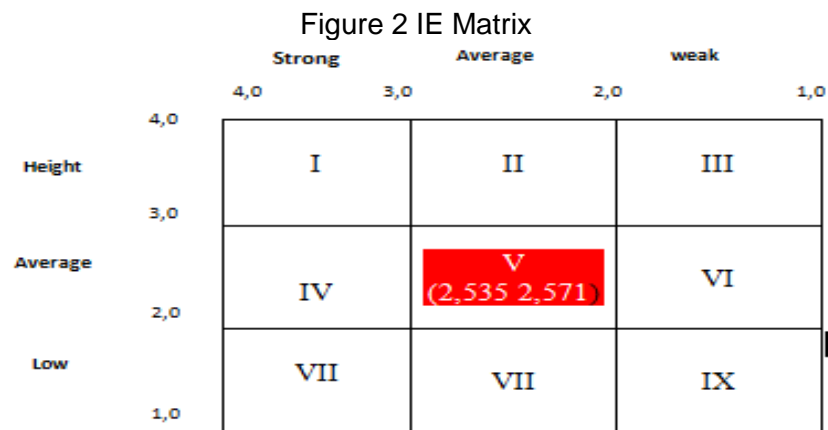 Figure 2 IE Matrix
Strong Average weak
4,0 3,0 2,0 1,0
4,0
Height I II III
3,0
Average IV V VI
(2,535 2,571)
2,0
Low VII VII IX
1,0